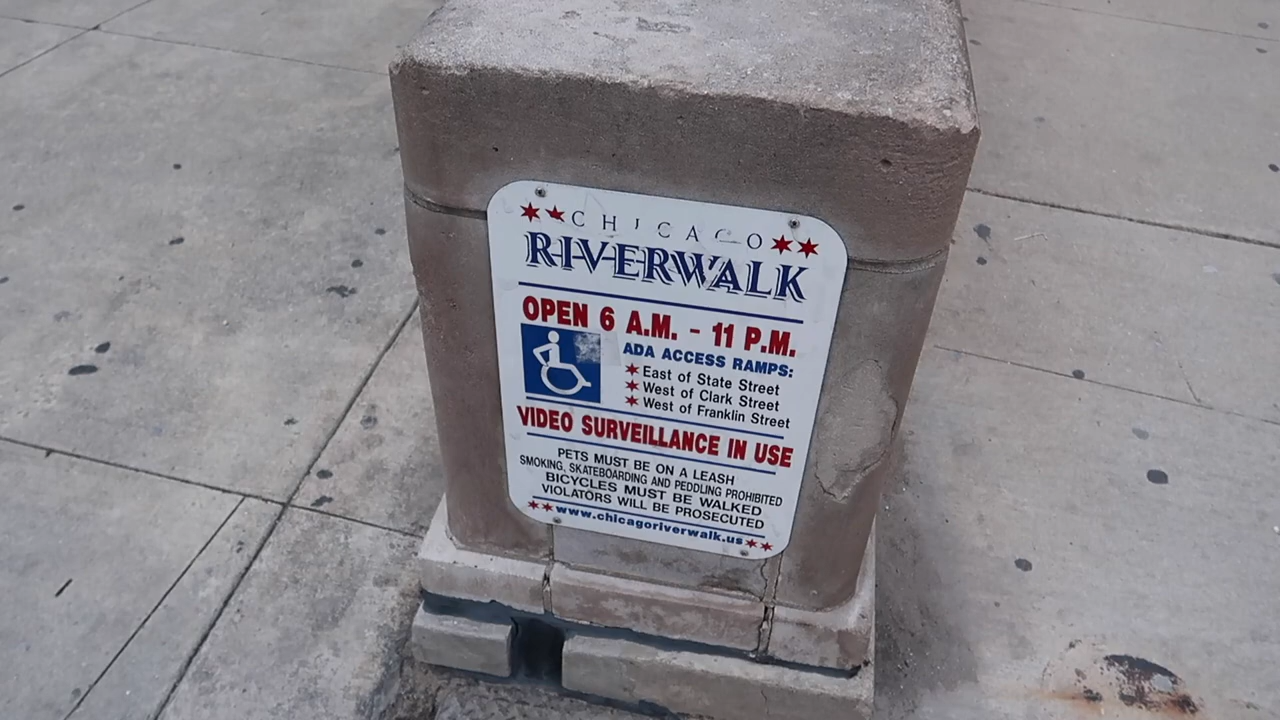 CHICAGO
RIVERWALK
OPEN 6 A.M. - 11 P.M.
ADA ACCESS RAMPS:
East of State Street
West of Clark Street
West of Franklin Street
VIDEO SURVEILLANCE IN USE
PETS MUST BE ON A LEASH
SMOKING, SKATEBOARDING AND PEDDLING PROHIBITED
BICYCLES MUST BE WALKED
VIOLATORS WILL BE PROSECUTED
www.chicagoriverwalk.us